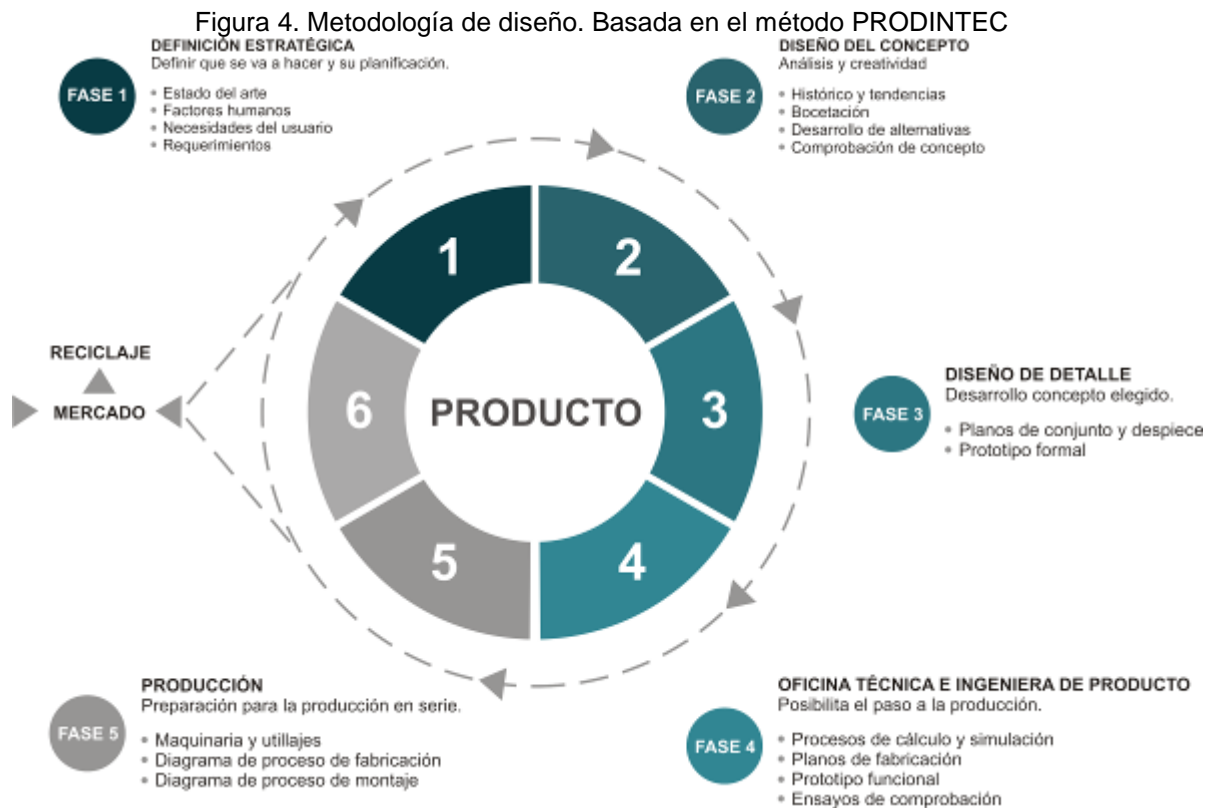 Figura 4. Metodología de diseño. Basada en el método PRODINTEC
FASE 1
DEFINICIÓN ESTRATÉGICA
Definir que se va a hacer y su planificación.
• Estado del arte
• Factores humanos
• Necesidades del usuario
• Requerimientos
FASE 2
DISEÑO DEL CONCEPTO
Análisis y creatividad
• Histórico y tendencias
• Bocetación
• Desarrollo de alternativas
• Comprobación de concepto
1
2
3
4
5
6
PRODUCTO
RECICLAJE
MERCADO
FASE 3
DISEÑO DE DETALLE
Desarrollo concepto elegido.
• Planos de conjunto y despiece
• Prototipo formal
FASE 5
PRODUCCIÓN
Preparación para la producción en serie.
• Maquinaria y utillajes
• Diagrama de proceso de fabricación
• Diagrama de proceso de montaje
FASE 4
OFICINA TÉCNICA E INGENIERA DE PRODUCTO
Posibilita el paso a la producción.
• Procesos de cálculo y simulación
• Planos de fabricación
• Prototipo funcional
• Ensayos de comprobación